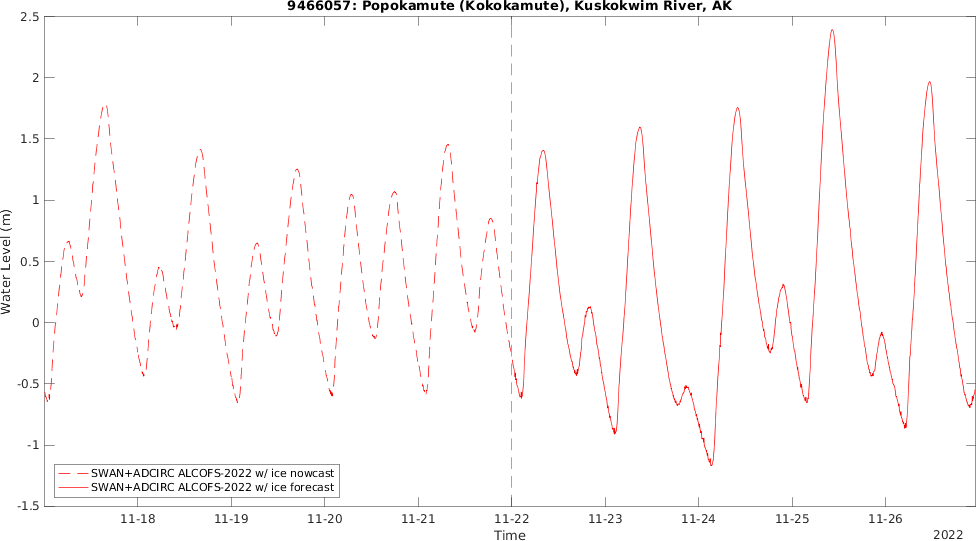 9466057: Popokamute (Kokokamute), Kuskokwim River, AK
2.5
2
1.5
1
0.5
0
-0.5
-1
-1.5
Water Level (m)
SWAN+ADCIRC ALCOFS-2022 w/ ice nowcast
SWAN+ADCIRC ALCOFS-2022 w/ ice forecast
11-18 11-19 11-20 11-21 11-22 11-23 11-24 11-25 11-26
Time
2022